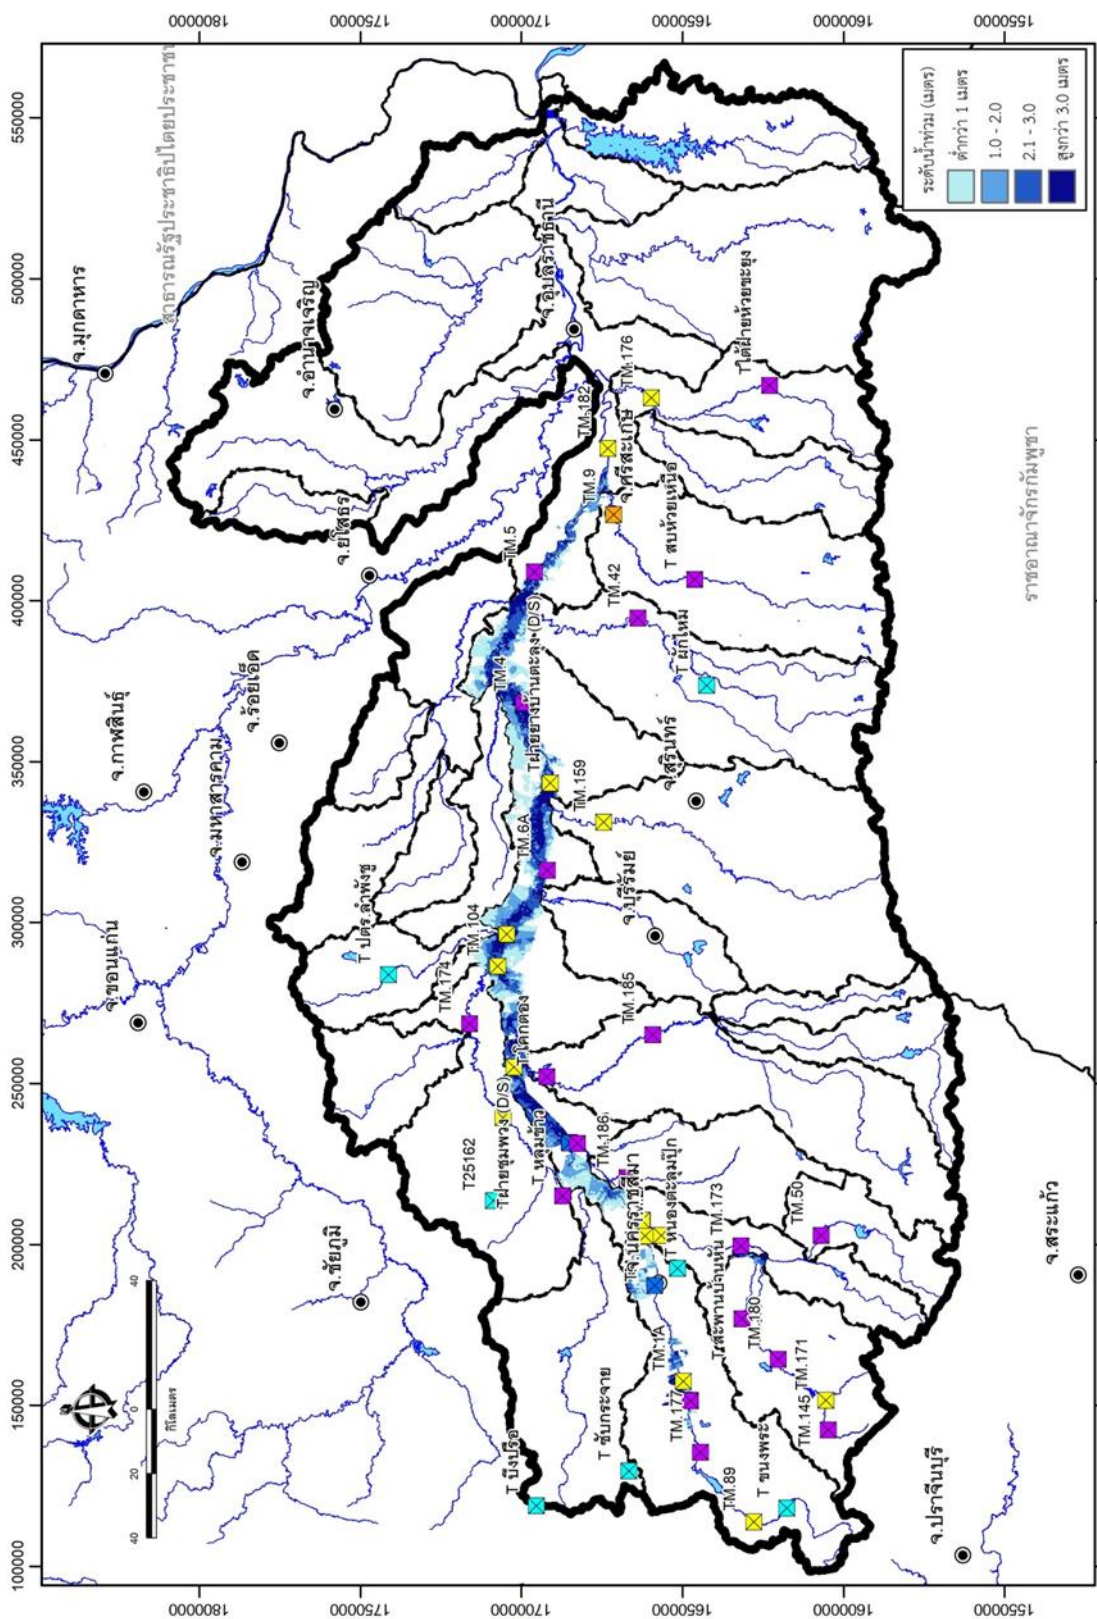 1800000
1750000
1700000
1650000
1600000
1550000
100000
150000
200000
250000
300000
350000
400000
450000
500000
550000
สาธารณรัฐประชาธิปไตยประชาชน
ราชอาณาจักรกัมพูชา
จ.มุกดาหาร
จ.อำนาจเจริญ
จ.อุบลราชธานี
จ.ยโสธร
จ.ศรีสะเกษ
จ.ร้อยเอ็ด
จ.กาฬสินธุ์
จ.มหาสารคาม
จ.ขอนแก่น
จ.สุรินทร์
จ.บุรีรัมย์
จ.ชัยภูมิ
จ.นครราชสีมา
จ.สระแก้ว
จ.ปราจีนบุรี
T บึงปรือ
T ซับกระจาย
T25162
Tฝายชุมพวง (D/S)
T หลุมข้าว
T โตกตอง
TM.174
T ปตร.ลำพังชู
TM.104
TM.6A
TM.159
Tฝายยางบ้านตะลุง (D/S)
TM.4
TM.5
TM.9
TM.182
TM.176
Tใต้ฝายห้วยขะยุง
T สบห้วยเหนือ
TM.42
T ผักไหม
TM.185
TM.186
T หนองตะลุมปุ๊ก
TM.173
TM.50
Tสะพานบ้านหัน
TM.180
TM.171
TM.145
TM.1A
TM.177
TM.89
T ขนงพระ
40
20
0
40
กิโลเมตร
ระดับน้ำท่วม (เมตร)
ต่ำกว่า 1 เมตร
1.0 - 2.0
2.1 - 3.0
สูงกว่า 3.0 เมตร